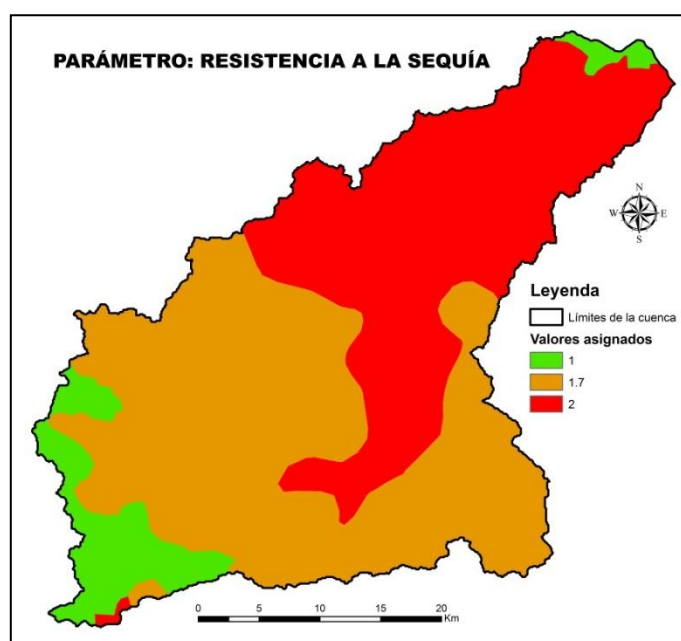 PARÁMETRO: RESISTENCIA A LA SEQUÍA
N
W E
S
Leyenda
Límites de la cuenca
Valores asignados
1
1.7
2
0 5 10 15 20
Km